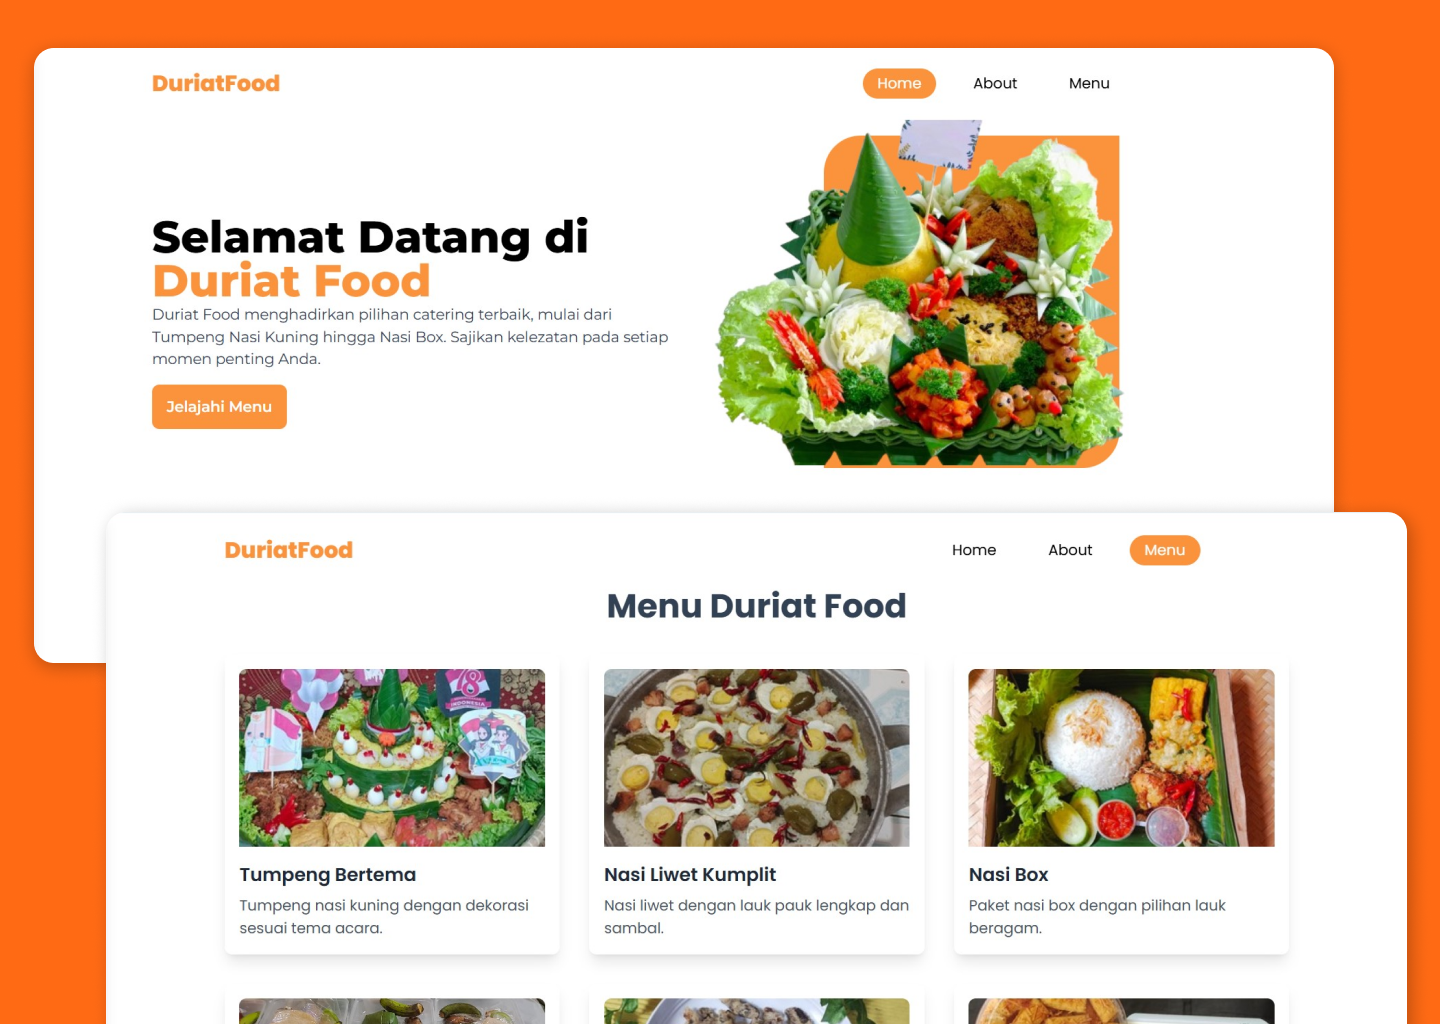 DuriatFood
Home About Menu
Selamat Datang di
Duriat Food
Duriat Food menghadirkan pilihan catering terbaik, mulai dari
Tumpeng Nasi Kuning hingga Nasi Box. Sajikan kelezatan pada setiap
momen penting Anda.
Jelajahi Menu
DuriatFood
Home About Menu
Menu Duriat Food
78
INDONESIA
Tumpeng Bertema
Tumpeng nasi kuning dengan dekorasi
sesuai tema acara.
Nasi Liwet Kumplit
Nasi liwet dengan lauk pauk lengkap dan
sambal.
Nasi Box
Paket nasi box dengan pilihan lauk
beragam.